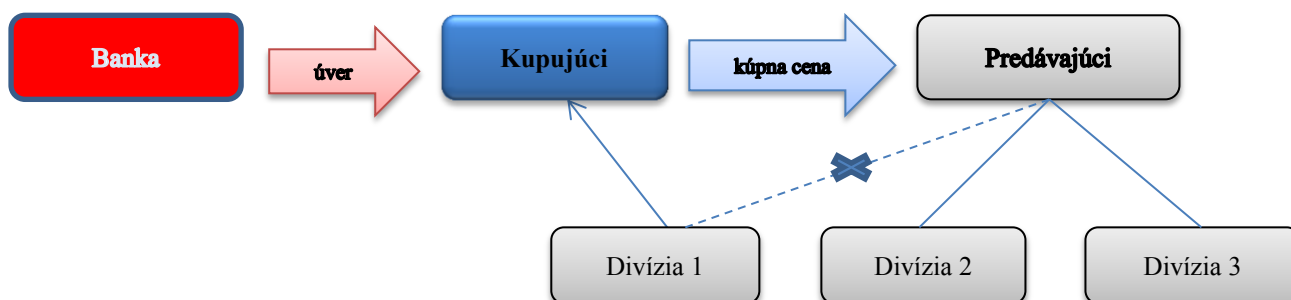 Banka
úver
Kupujúci
kúpna cena
Predávajúci
Divízia 1
Divízia 2
Divízia 3